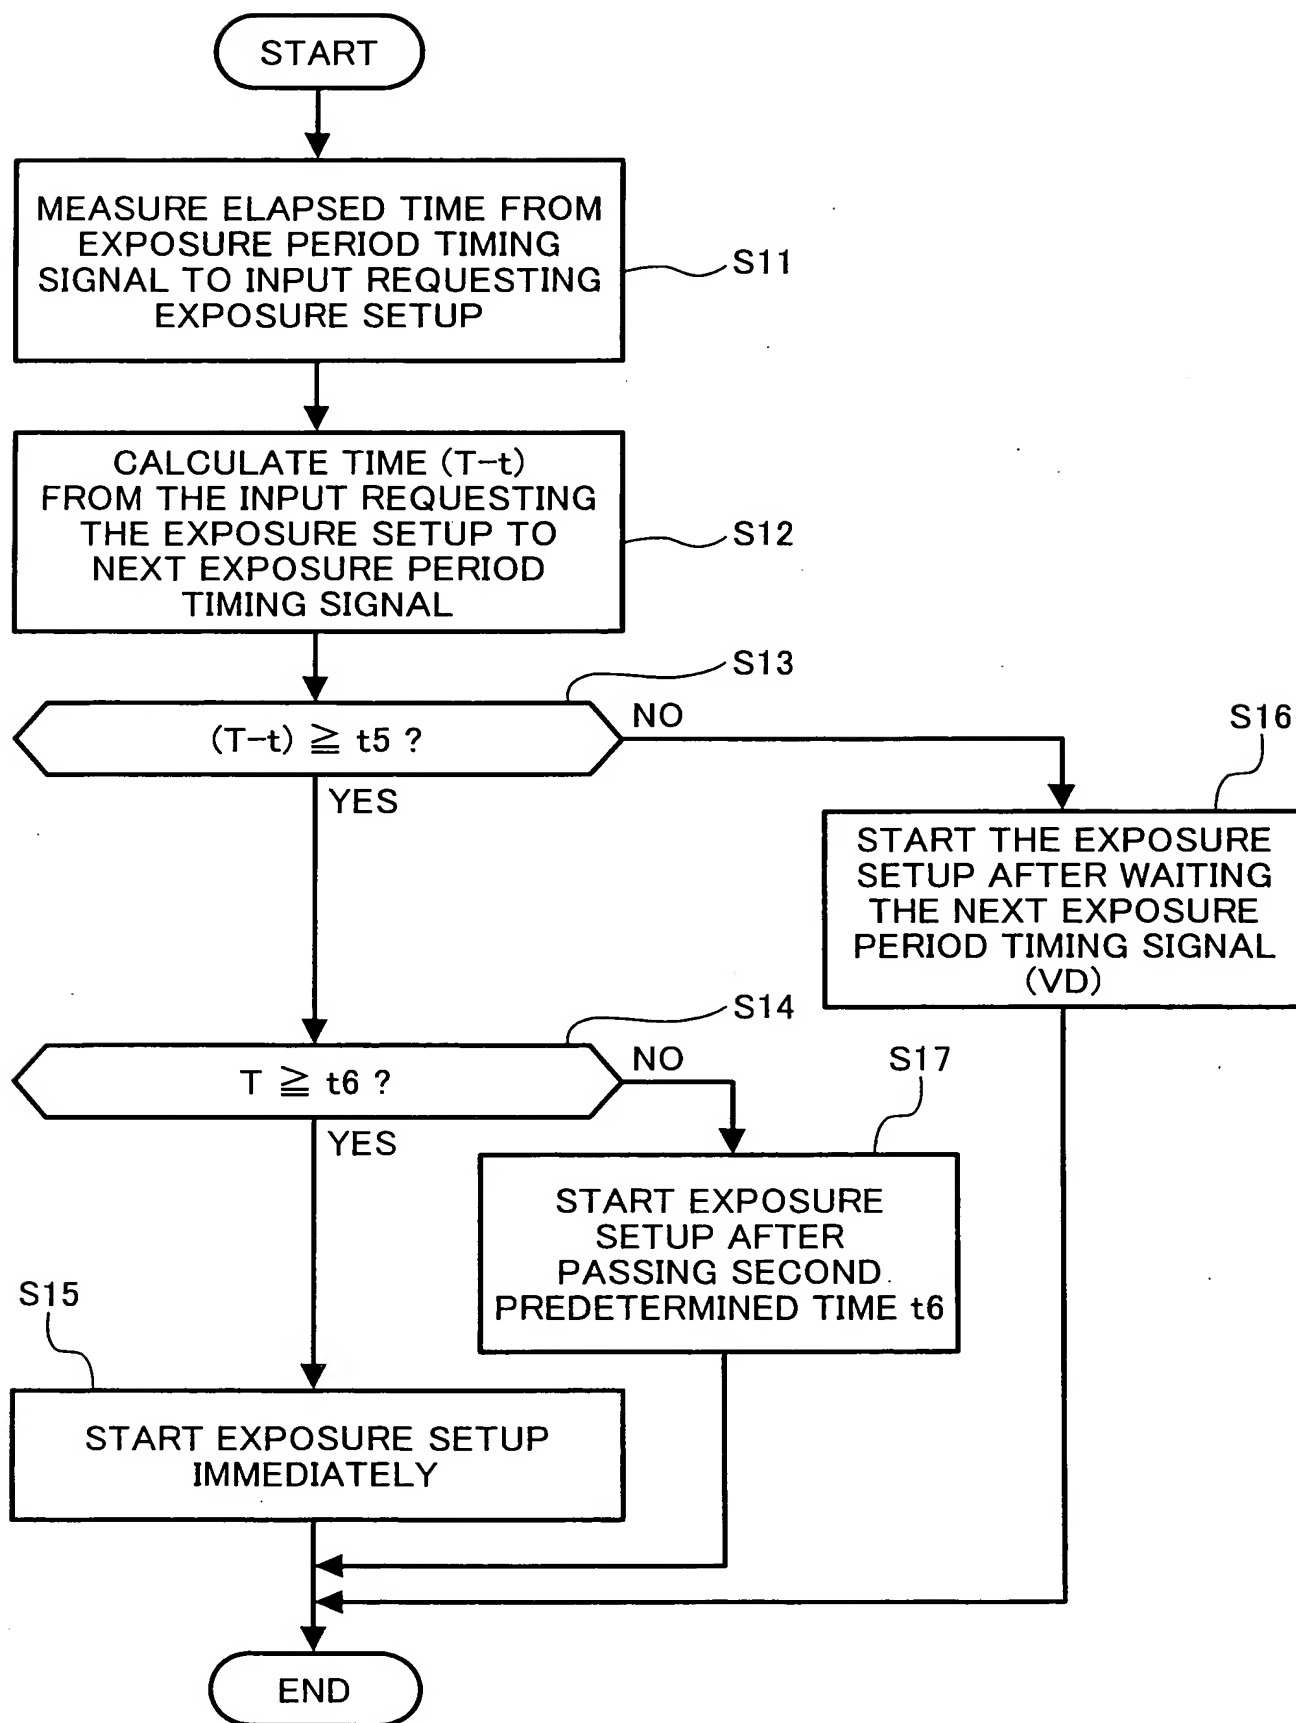 START
MEASURE ELAPSED TIME FROM
EXPOSURE PERIOD TIMING
SIGNAL TO INPUT REQUESTING
EXPOSURE SETUP
S11
CALCULATE TIME (T-t)
FROM THE INPUT REQUESTING
THE EXPOSURE SETUP TO
NEXT EXPOSURE PERIOD
TIMING SIGNAL
S12
S13
(T-t) ≧ t5 ?
NO
YES
S16
START THE EXPOSURE
SETUP AFTER WAITING
THE NEXT EXPOSURE
PERIOD TIMING SIGNAL
(VD)
S14
T ≧ t6 ?
NO
YES
S17
START EXPOSURE
SETUP AFTER
PASSING SECOND
PREDETERMINED TIME t6
S15
START EXPOSURE SETUP
IMMEDIATELY
END